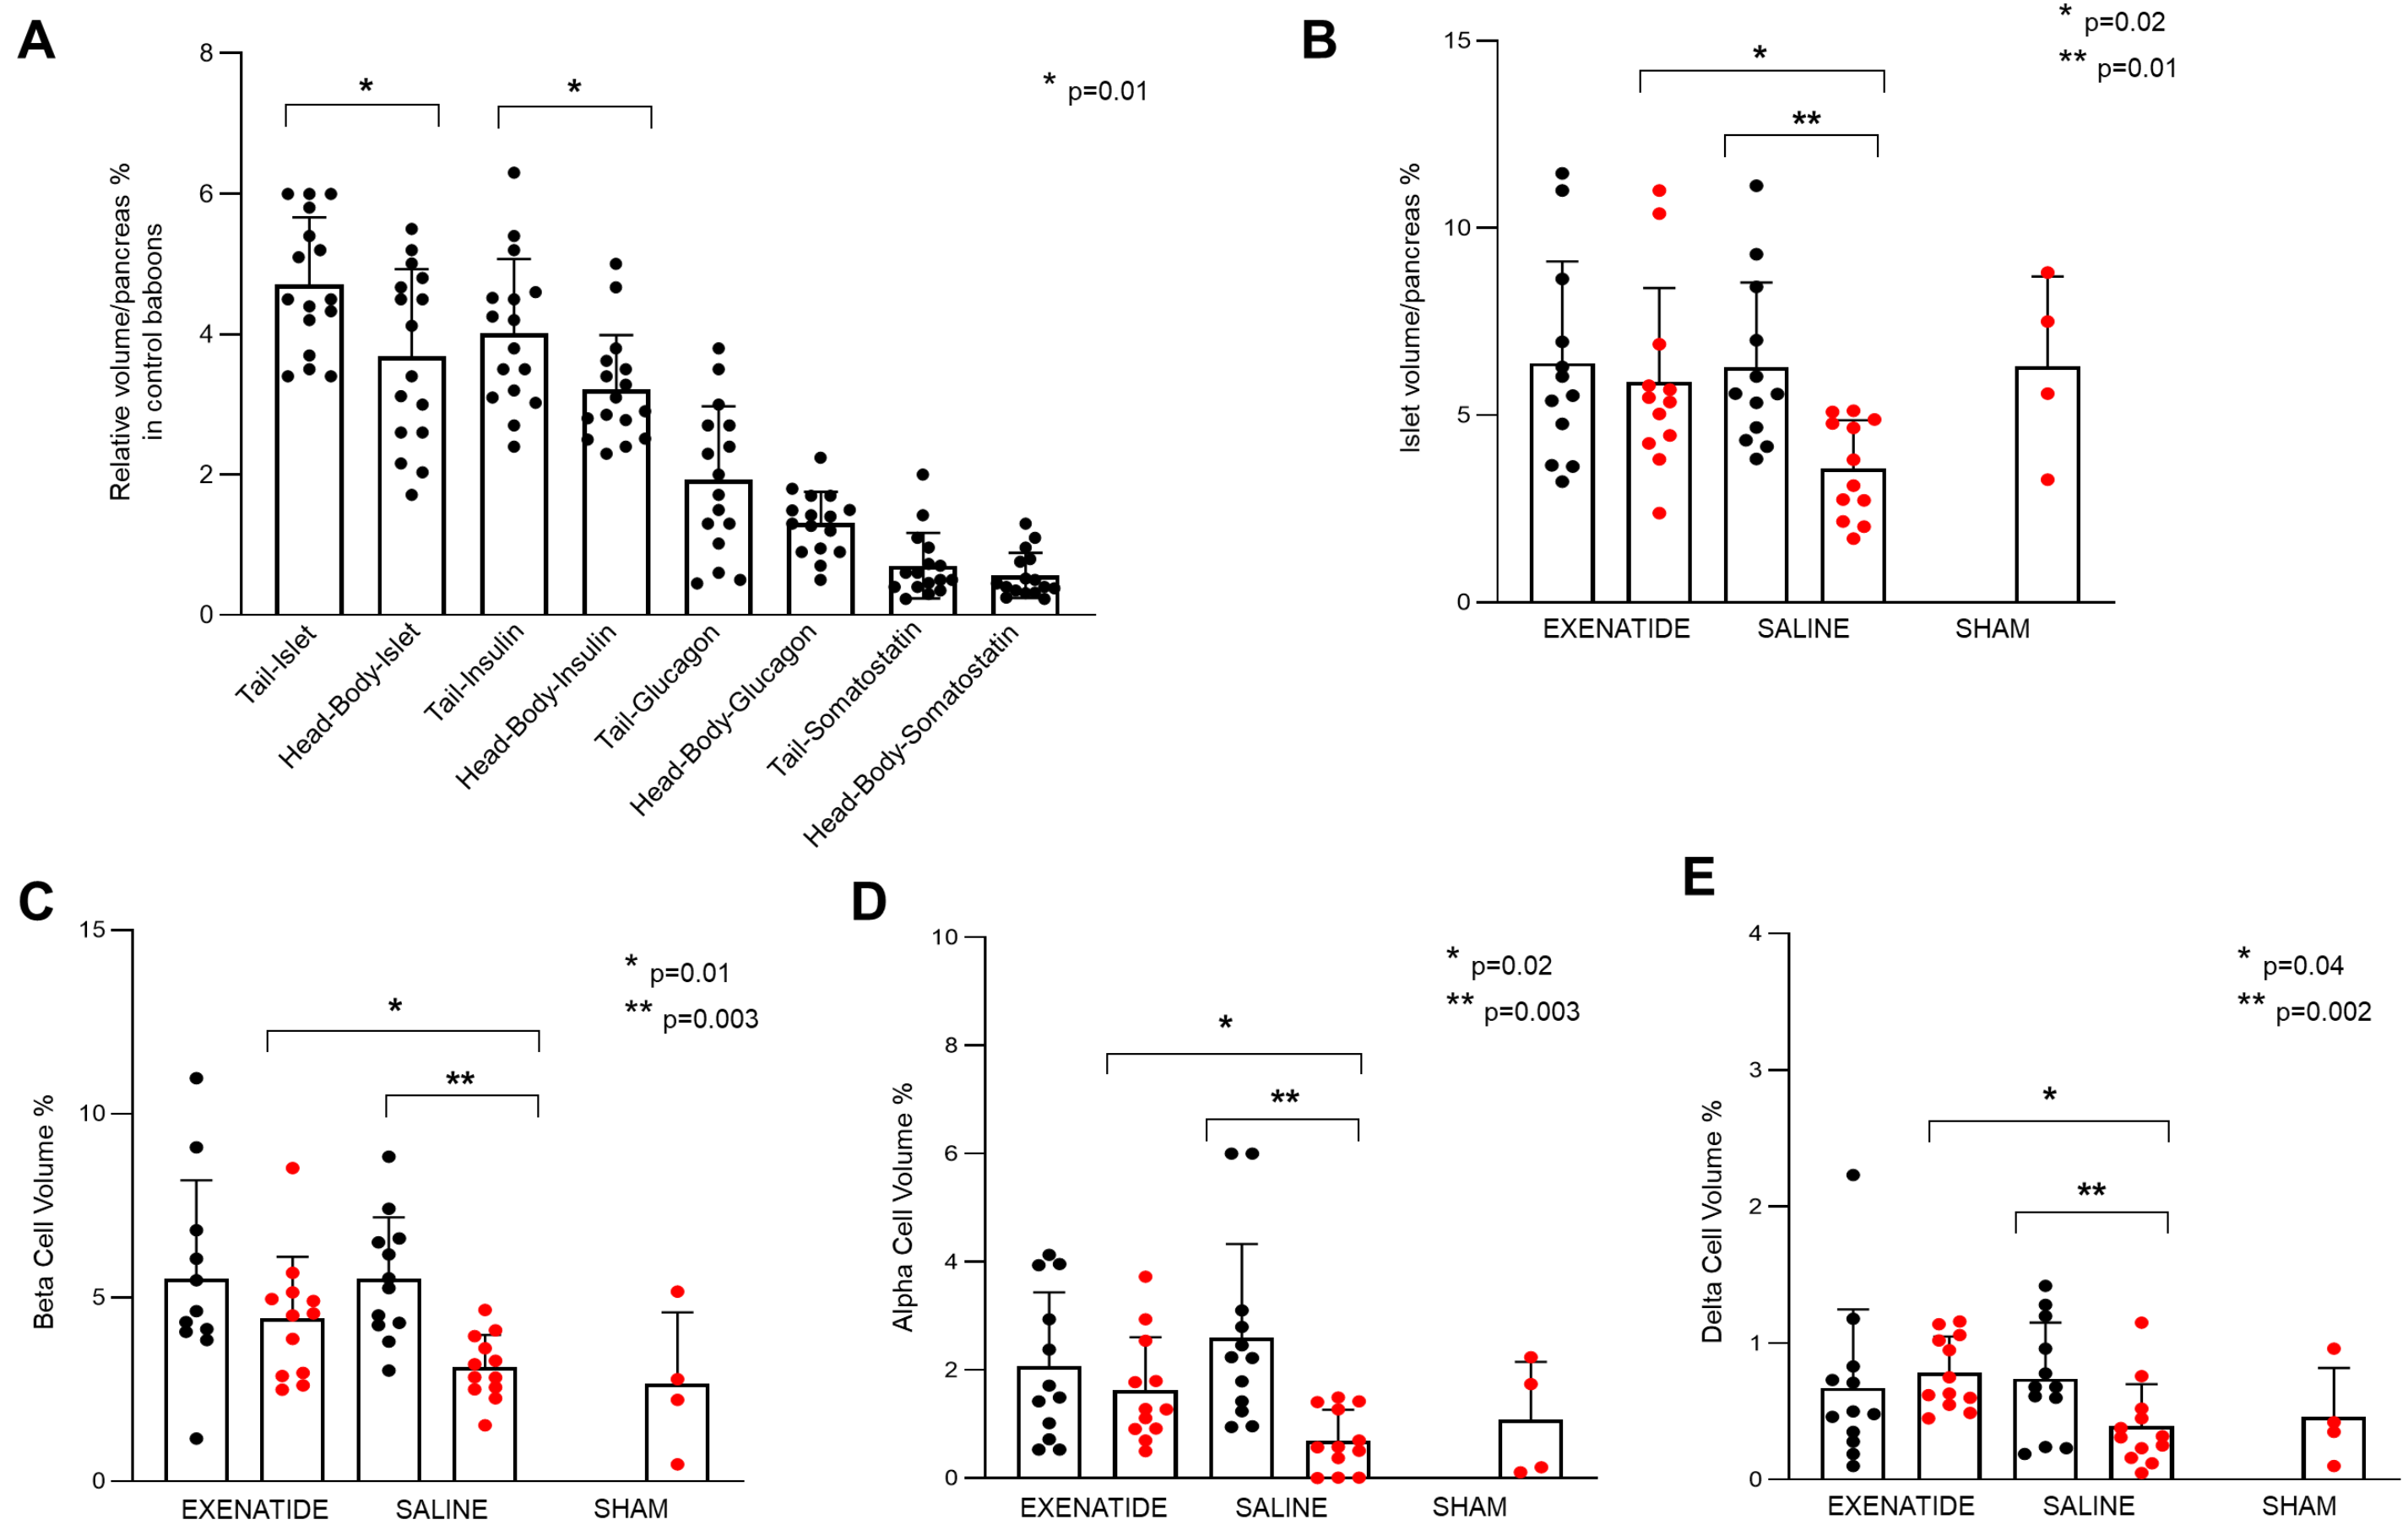 A
8
6
4
2
0
Relative volume/pancreas %
in control baboons
*
*
* p=0.01
Tail-Islet
Head-Body-Islet
Tail-Insulin
Head-Body-Insulin
Tail-Glucagon
Head-Body-Glucagon
Tail-Somatostatin
Head-Body-Somatostatin
B
15
10
5
0
Islet volume/pancreas %
*
**
* p=0.02
** p=0.01
EXENATIDE SALINE SHAM
C
15
10
5
0
Beta Cell Volume %
*
**
* p=0.01
** p=0.003
EXENATIDE SALINE SHAM
D
10
8
6
4
2
0
Alpha Cell Volume %
*
**
* p=0.02
** p=0.003
EXENATIDE SALINE SHAM
E
4
3
2
1
0
Delta Cell Volume %
*
**
* p=0.04
** p=0.002
EXENATIDE SALINE SHAM